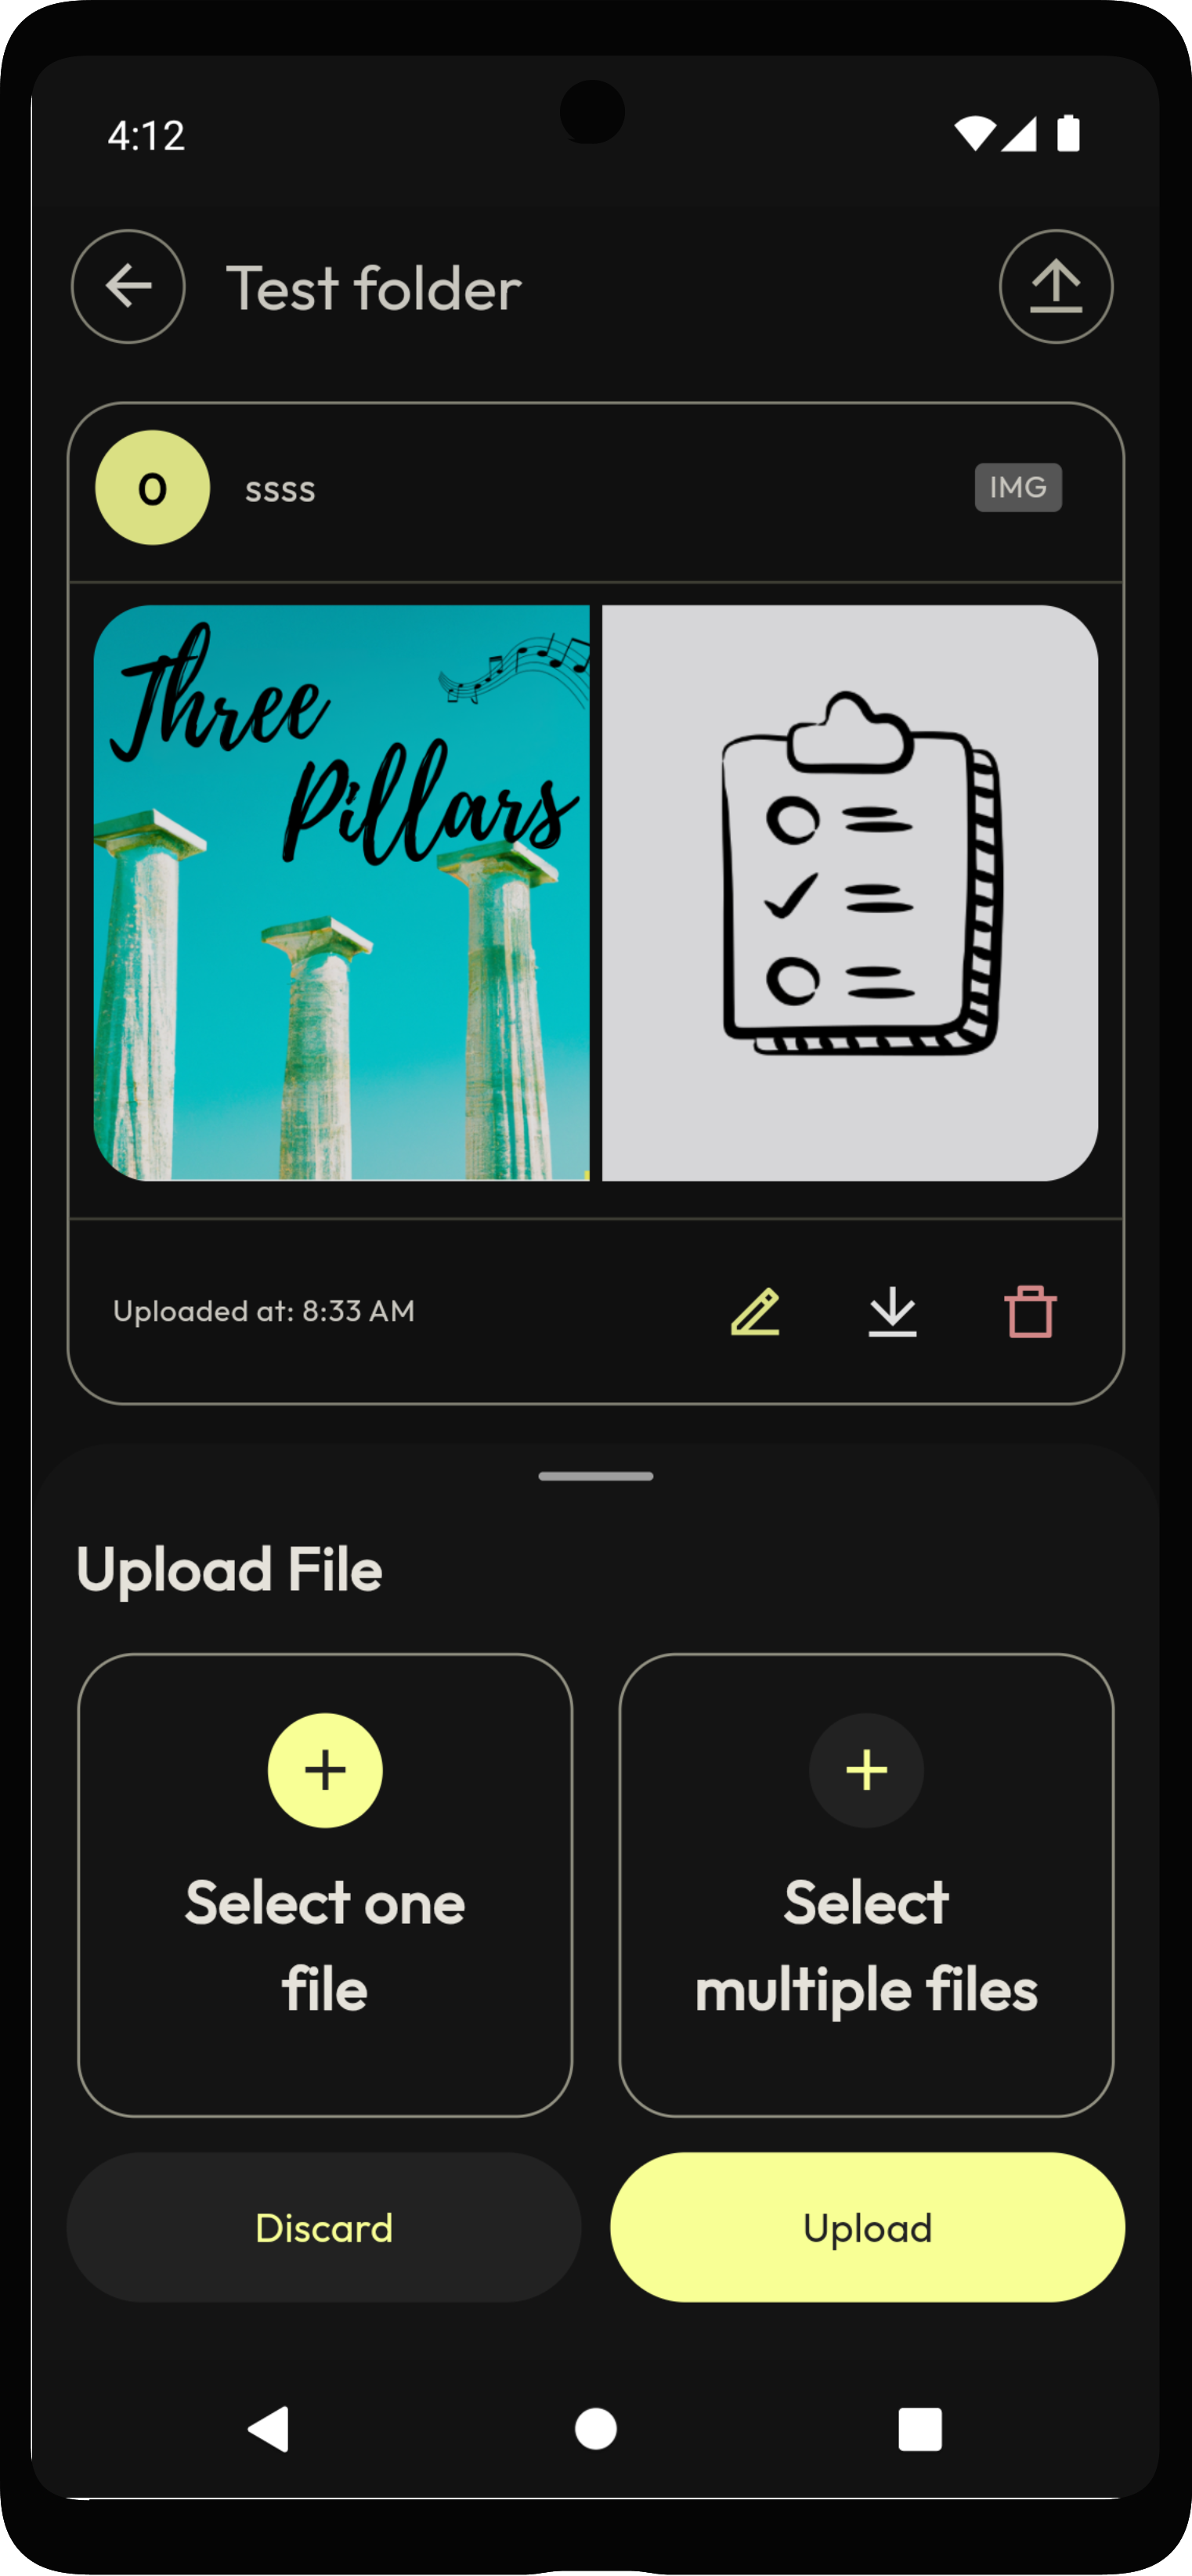 4:12
Test folder
0 ssss IMG
Three
Pillars
Uploaded at: 8:33 AM
Upload File
Select one
file
Select
multiple files
Discard
Upload